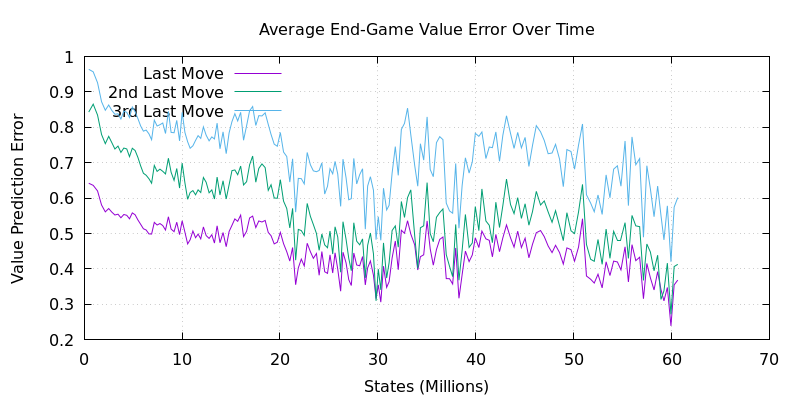 Average End-Game Value Error Over Time
Value Prediction Error
1
0.9
0.8
0.7
0.6
0.5
0.4
0.3
0.2
Last Move
2nd Last Move
3rd Last Move
0 10 20 30 40 50 60 70
States (Millions)